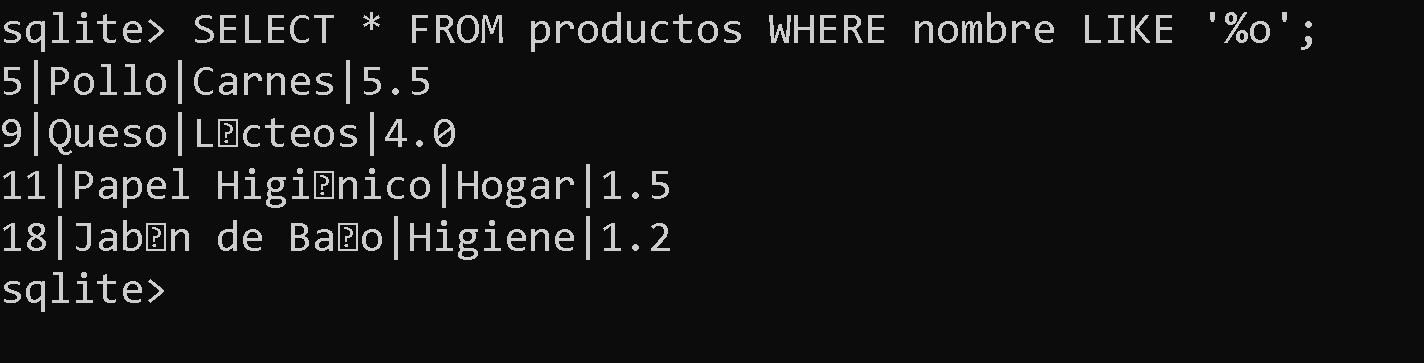 sqlite> SELECT * FROM productos WHERE nombre LIKE '%o';
5|Pollo|Carnes|5.5
9|Queso|L�cteos|4.0
11|Papel Higi�nico|Hogar|1.5
18|Jab�n de Ba�o|Higiene|1.2
sqlite>